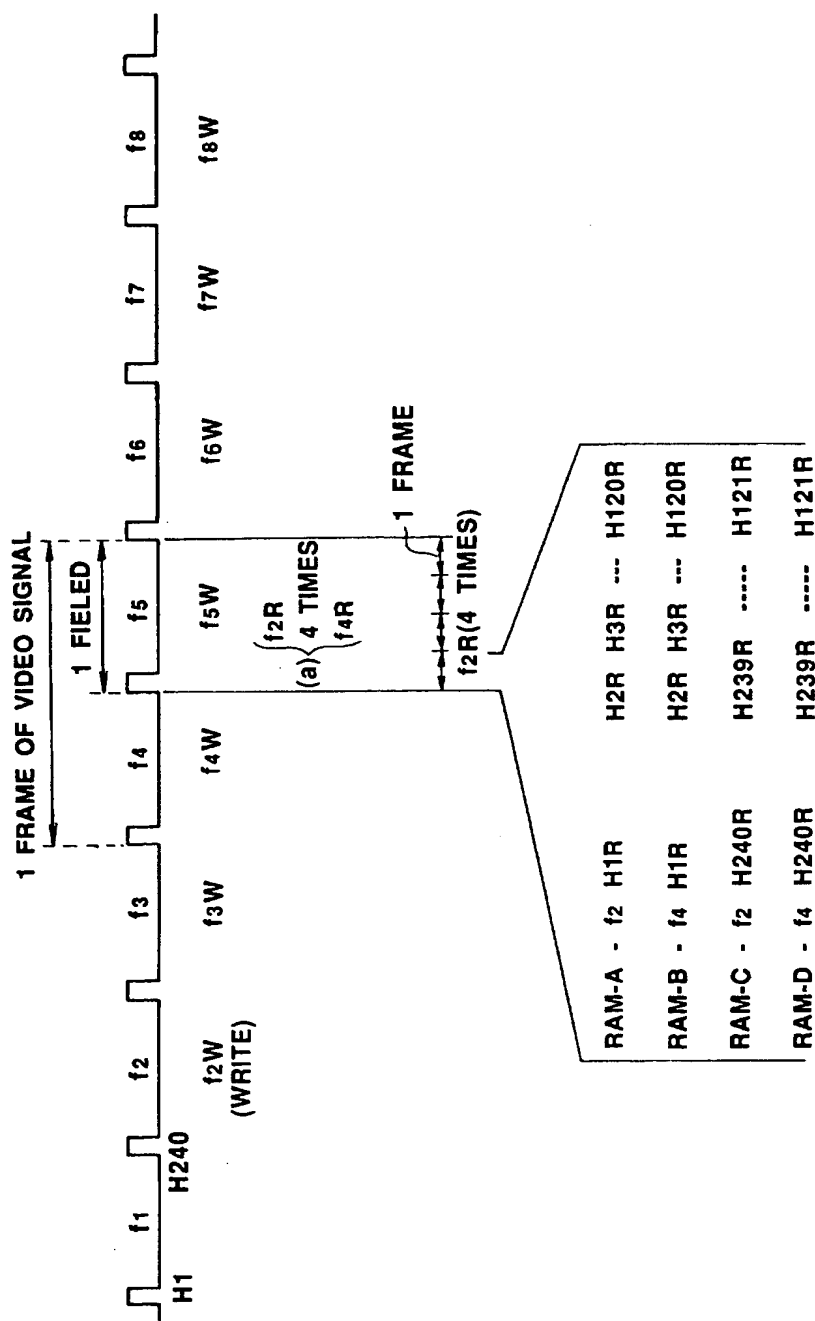 1 FRAME OF VIDEO SIGNAL
1 FIELED
f1 f2 f3 f4 f5 f6 f7 f8
H1 H240
f2W f3W f4W f5W f6W f7W f8W
(WRITE)
f2R
(a) 4 TIMES
f4R
1 FRAME
f2R(4 TIMES)
RAM-A - f2 H1R H2R H3R --- H120R
RAM-B - f4 H1R H2R H3R --- H120R
RAM-C - f2 H240R H239R ----- H121R
RAM-D - f4 H240R H239R ----- H121R